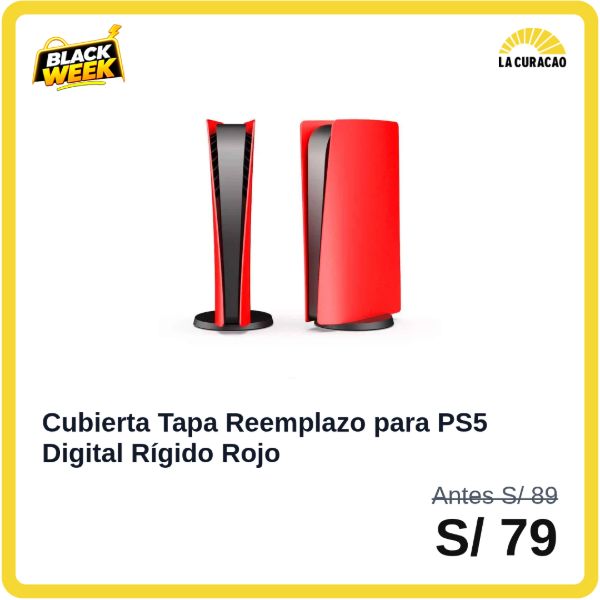 BLACK
WEEK
LA CURACAO
Cubierta Tapa Reemplazo para PS5
Digital Rígido Rojo
Antes S/ 89
S/ 79